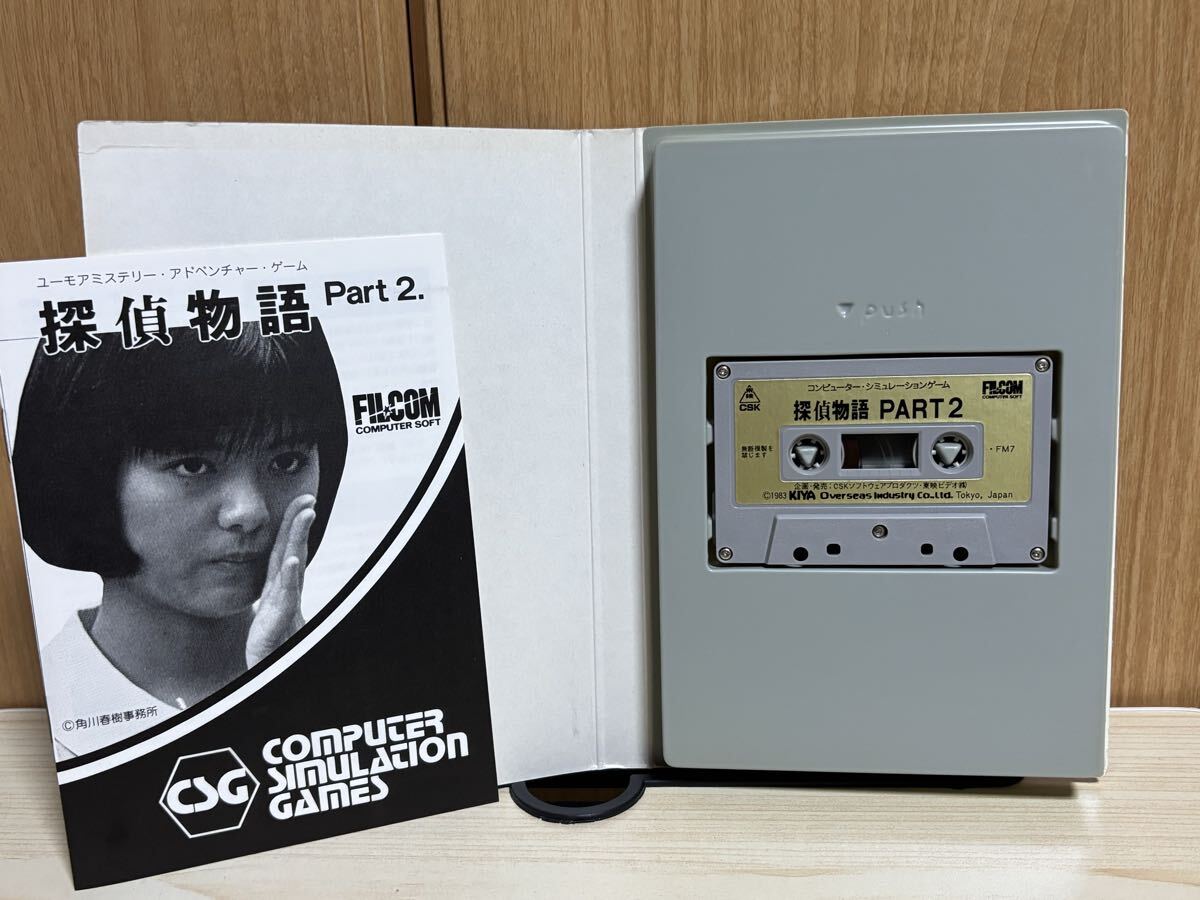 ユーモアミステリー・アドベンチャー・ゲーム
探偵物語 Part 2.
FILCOM
COMPUTER SOFT
©角川春樹事務所
CSG
COMPUTER
SIMULATION
GAMES
push
コンピューター・シミュレーションゲーム
CSK
探偵物語 PART2
FILCOM
COMPUTER SOFT
無断複製を
禁じます
・FM7
企画・発売：CSKソフトウェアプロダクツ・東映ビデオ㈱
©1983 KIYA Overseas Industry Co.,Ltd. Tokyo, Japan